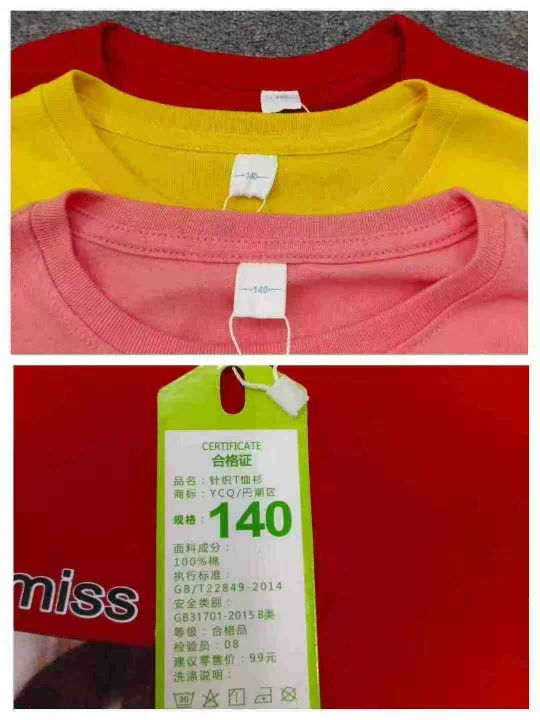 140
140
140
CERTIFICATE
合格证
品名：针织T恤衫
商标：YCQ/巴潮区
规格：140
面料成分：
100%棉
执行标准：
GB/T22849-2014
安全类别：
GB31701-2015 B类
等级：合格品
检验员：08
建议零售价：99元
洗涤说明：
30
miss